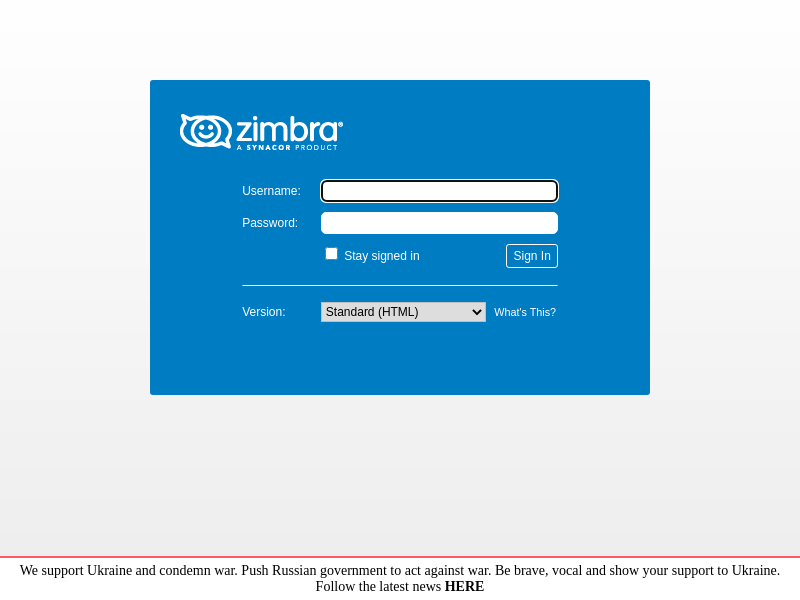 zimbra®
A SYNACOR PRODUCT
Username:
Password:
Stay signed in
Sign In
Version:
Standard (HTML)
What's This?
We support Ukraine and condemn war. Push Russian government to act against war. Be brave, vocal and show your support to Ukraine.
Follow the latest news HERE